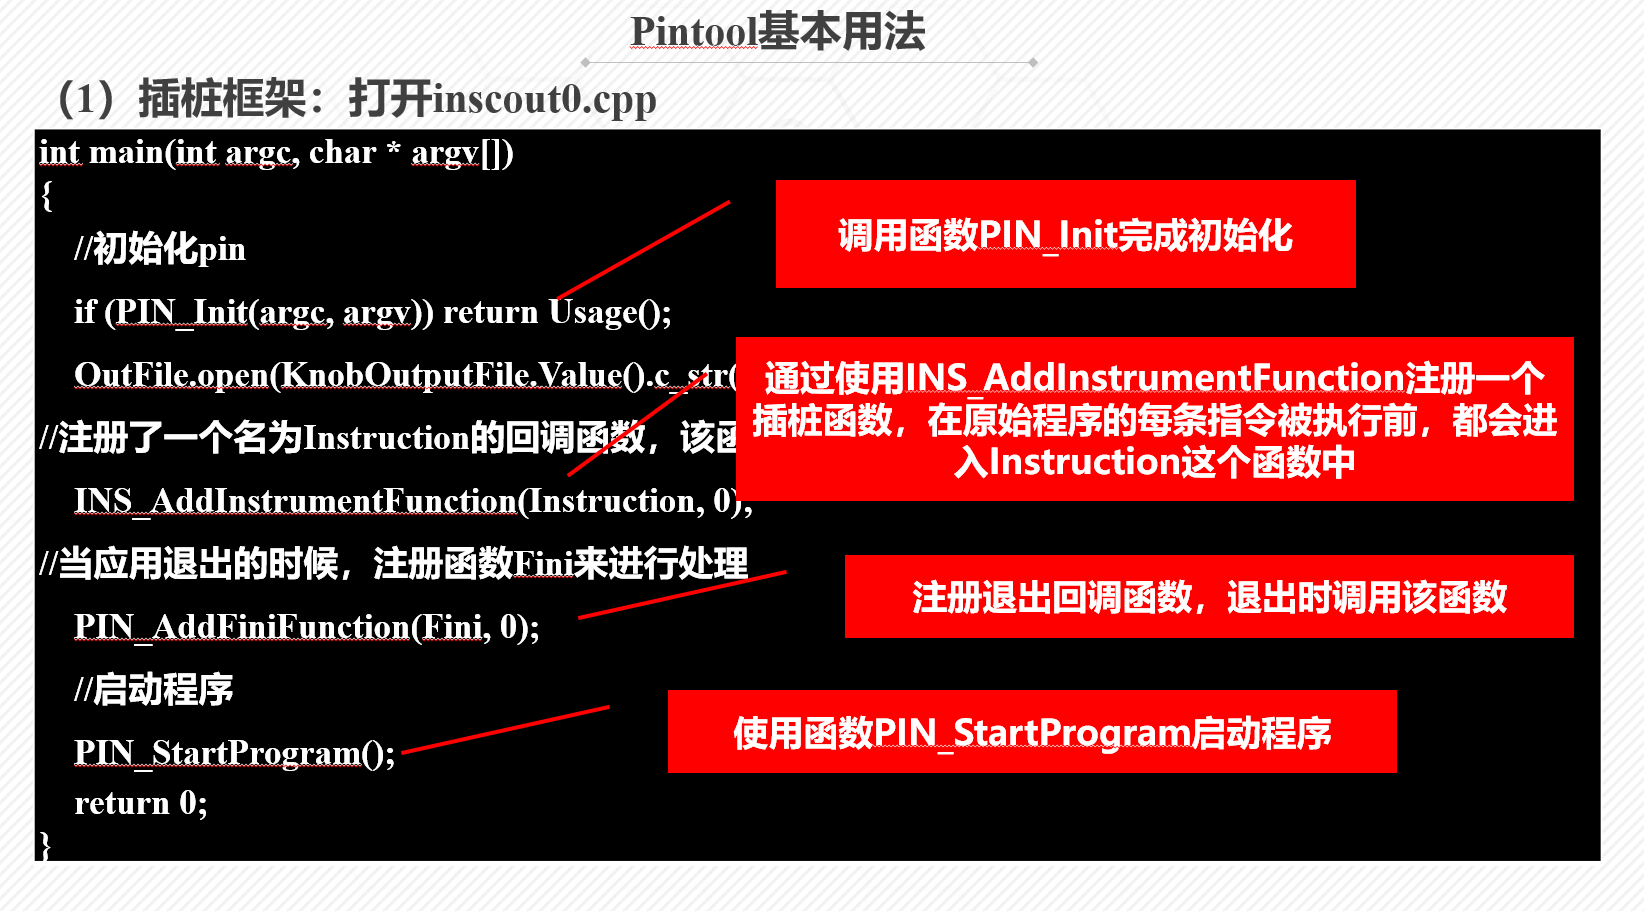 Pintool基本用法
（1）插桩框架：打开inscout0.cpp
int main(int argc, char * argv[])
{
//初始化pin
if (PIN_Init(argc, argv)) return Usage();
OutFile.open(KnobOutputFile.Value().c_str(
//注册了一个名为Instruction的回调函数，该函
INS_AddInstrumentFunction(Instruction, 0);
//当应用退出的时候，注册函数Fini来进行处理
PIN_AddFiniFunction(Fini, 0);
//启动程序
PIN_StartProgram();
return 0;
}
调用函数PIN_Init完成初始化
通过使用INS_AddInstrumentFunction注册一个
插桩函数，在原始程序的每条指令被执行前，都会进
入Instruction这个函数中
注册退出回调函数，退出时调用该函数
使用函数PIN_StartProgram启动程序